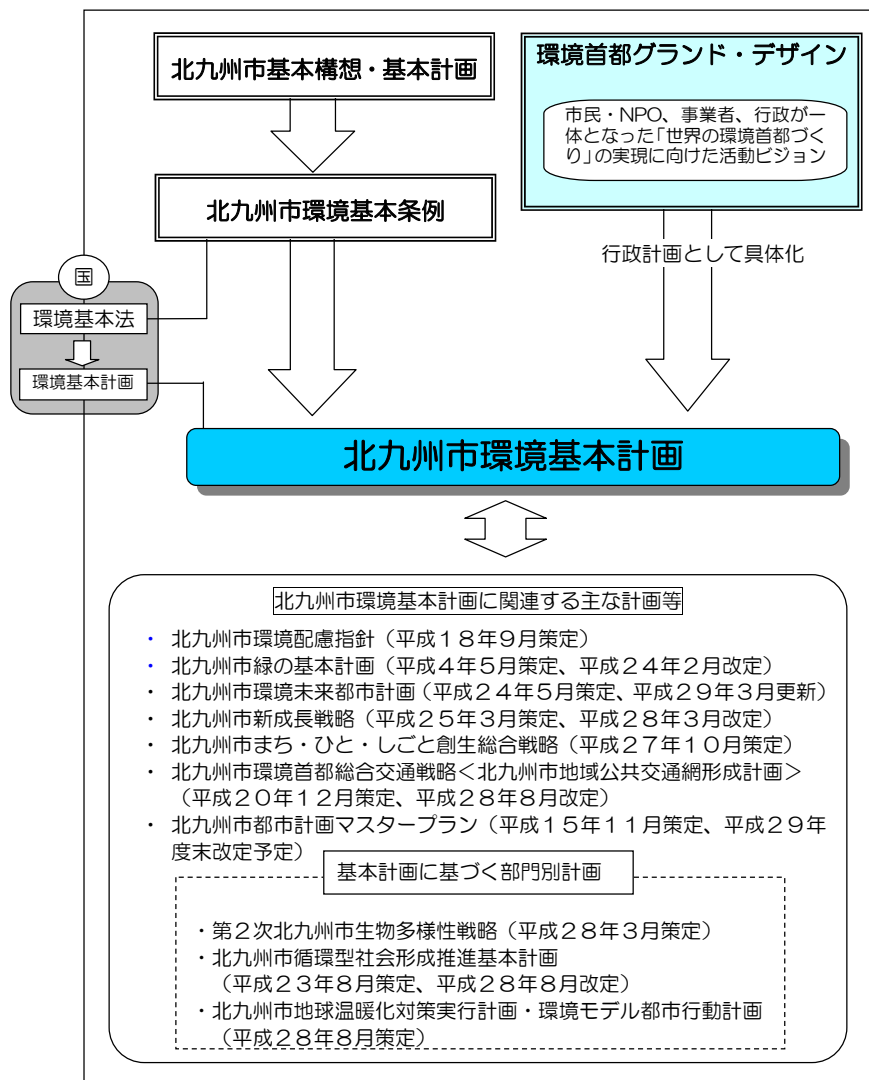 北九州市基本構想・基本計画
環境首都グランド・デザイン
市民・NPO、事業者、行政が一
体となった「世界の環境首都づく
り」の実現に向けた活動ビジョン
北九州市環境基本条例
行政計画として具体化
国
環境基本法
環境基本計画
北九州市環境基本計画
北九州市環境基本計画に関連する主な計画等
・ 北九州市環境配慮指針（平成１８年９月策定）
・ 北九州市緑の基本計画（平成４年５月策定、平成２４年２月改定）
・ 北九州市環境未来都市計画（平成２４年５月策定、平成２９年３月更新）
・ 北九州市新成長戦略（平成２５年３月策定、平成２８年３月改定）
・ 北九州市まち・ひと・しごと創生総合戦略（平成２７年１０月策定）
・ 北九州市環境首都総合交通戦略＜北九州市地域公共交通網形成計画＞
（平成２０年１２月策定、平成２８年８月改定）
・ 北九州市都市計画マスタープラン（平成１５年１１月策定、平成２９年
度末改定予定）
基本計画に基づく部門別計画
・第２次北九州市生物多様性戦略（平成２８年３月策定）
・北九州市循環型社会形成推進基本計画
（平成２３年８月策定、平成２８年８月改定）
・北九州市地球温暖化対策実行計画・環境モデル都市行動計画
（平成２８年８月策定）